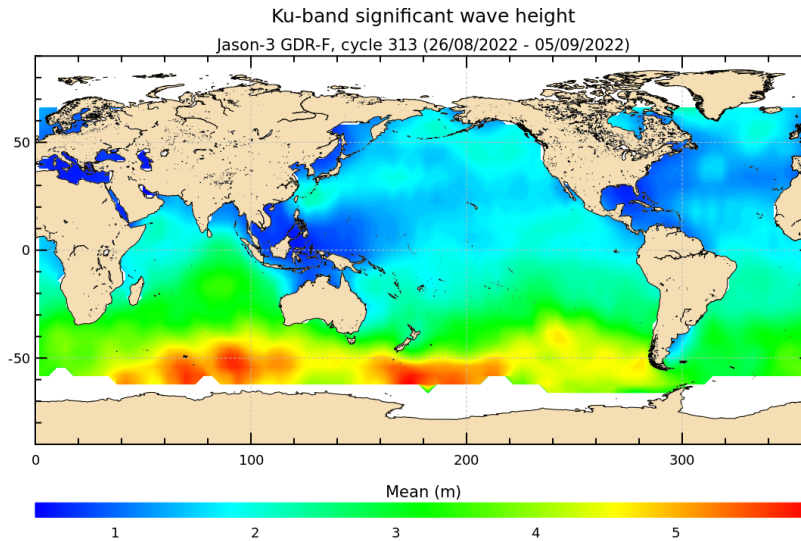 Ku-band significant wave height
Jason-3 GDR-F, cycle 313 (26/08/2022 - 05/09/2022)
50
0
-50
0 100 200 300
Mean (m)
1 2 3 4 5